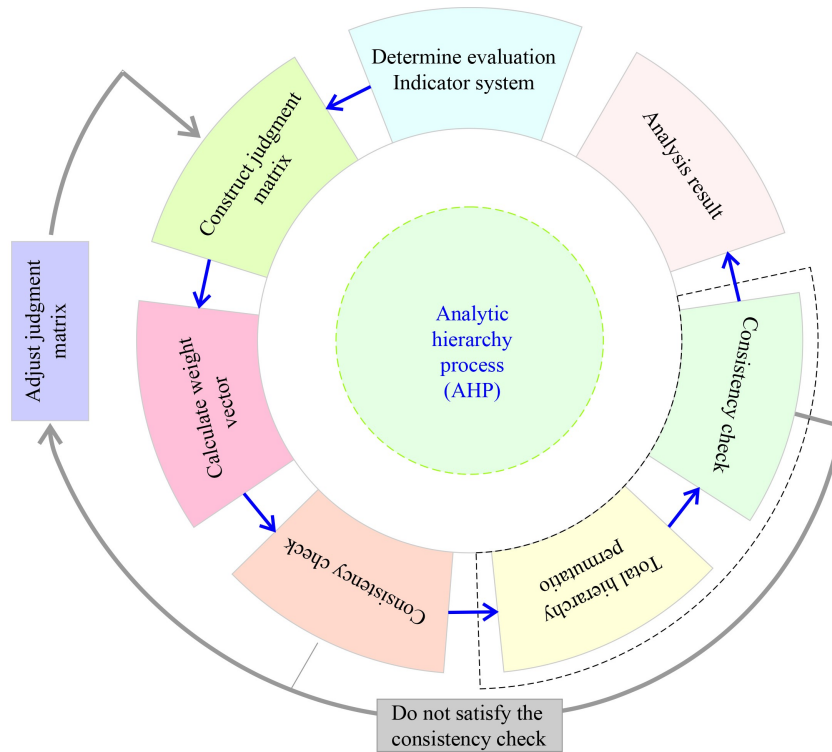 Determine evaluation
Indicator system
Construct judgment
matrix
Calculate weight
vector
Consistency check
Total hierarchy
permutatio
Consistency check
Analysis result
Analytic
hierarchy
process
(AHP)
Adjust judgment
matrix
Do not satisfy the
consistency check